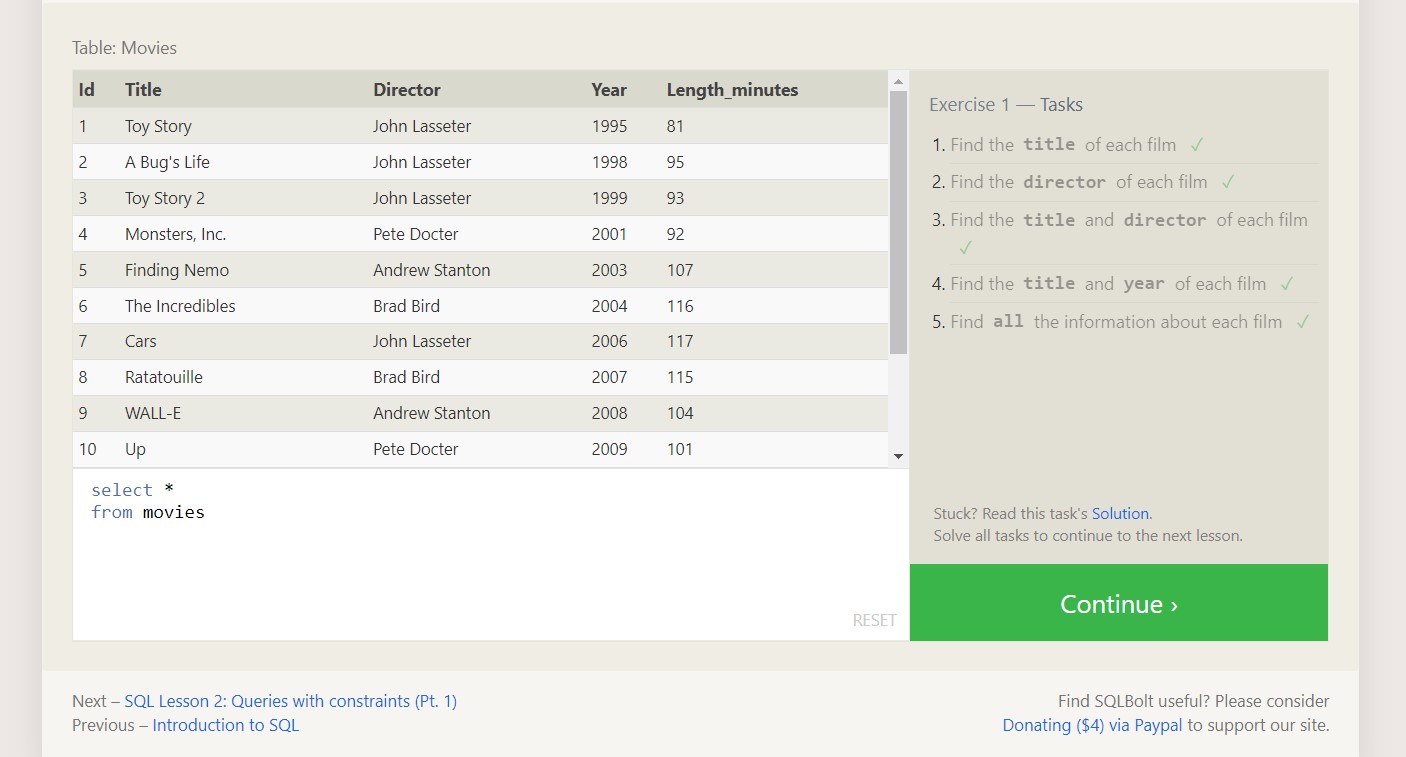 Table: Movies
Id Title Director Year Length_minutes
1 Toy Story John Lasseter 1995 81
2 A Bug's Life John Lasseter 1998 95
3 Toy Story 2 John Lasseter 1999 93
4 Monsters, Inc. Pete Docter 2001 92
5 Finding Nemo Andrew Stanton 2003 107
6 The Incredibles Brad Bird 2004 116
7 Cars John Lasseter 2006 117
8 Ratatouille Brad Bird 2007 115
9 WALL-E Andrew Stanton 2008 104
10 Up Pete Docter 2009 101
select *
from movies
RESET
Exercise 1 — Tasks
1. Find the title of each film ✓
2. Find the director of each film ✓
3. Find the title and director of each film
✓
4. Find the title and year of each film ✓
5. Find all the information about each film ✓
Stuck? Read this task's Solution.
Solve all tasks to continue to the next lesson.
Continue ›
Next – SQL Lesson 2: Queries with constraints (Pt. 1)
Previous – Introduction to SQL
Find SQLBolt useful? Please consider
Donating ($4) via Paypal to support our site.